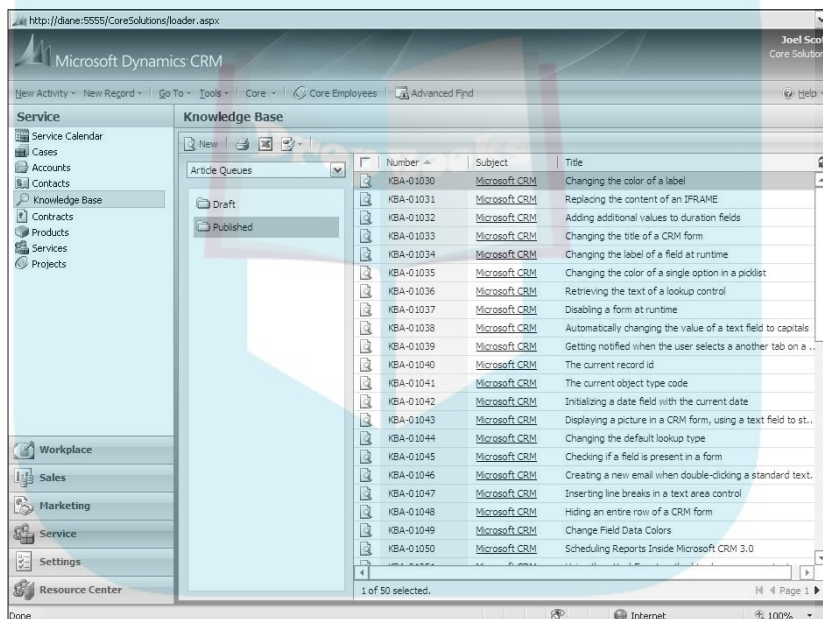 http://diane:5555/CoreSolutions/loader.aspx
Microsoft Dynamics CRM
Joel Scot
Core Solution
New Activity New Record Go To Tools Core Core Employees Advanced Find Help
Service
Service Calendar
Cases
Accounts
Contacts
Knowledge Base
Contracts
Products
Services
Projects
Workplace
Sales
Marketing
Service
Settings
Resource Center
Knowledge Base
New
Article Queues
Draft
Published
Number Subject Title
KBA-01030 Microsoft CRM Changing the color of a label
KBA-01031 Microsoft CRM Replacing the content of an IFRAME
KBA-01032 Microsoft CRM Adding additional values to duration fields
KBA-01033 Microsoft CRM Changing the title of a CRM form
KBA-01034 Microsoft CRM Changing the label of a field at runtime
KBA-01035 Microsoft CRM Changing the color of a single option in a picklist
KBA-01036 Microsoft CRM Retrieving the text of a lookup control
KBA-01037 Microsoft CRM Disabling a form at runtime
KBA-01038 Microsoft CRM Automatically changing the value of a text field to capitals
KBA-01039 Microsoft CRM Getting notified when the user selects a another tab on a ..
KBA-01040 Microsoft CRM The current record id
KBA-01041 Microsoft CRM The current object type code
KBA-01042 Microsoft CRM Initializing a date field with the current date
KBA-01043 Microsoft CRM Displaying a picture in a CRM form, using a text field to st..
KBA-01044 Microsoft CRM Changing the default lookup type
KBA-01045 Microsoft CRM Checking if a field is present in a form
KBA-01046 Microsoft CRM Creating a new email when double-clicking a standard text.
KBA-01047 Microsoft CRM Inserting line breaks in a text area control
KBA-01048 Microsoft CRM Hiding an entire row of a CRM form
KBA-01049 Microsoft CRM Change Field Data Colors
KBA-01050 Microsoft CRM Scheduling Reports Inside Microsoft CRM 3.0
1 of 50 selected.
Page 1
Done Internet 100%
DropBooks